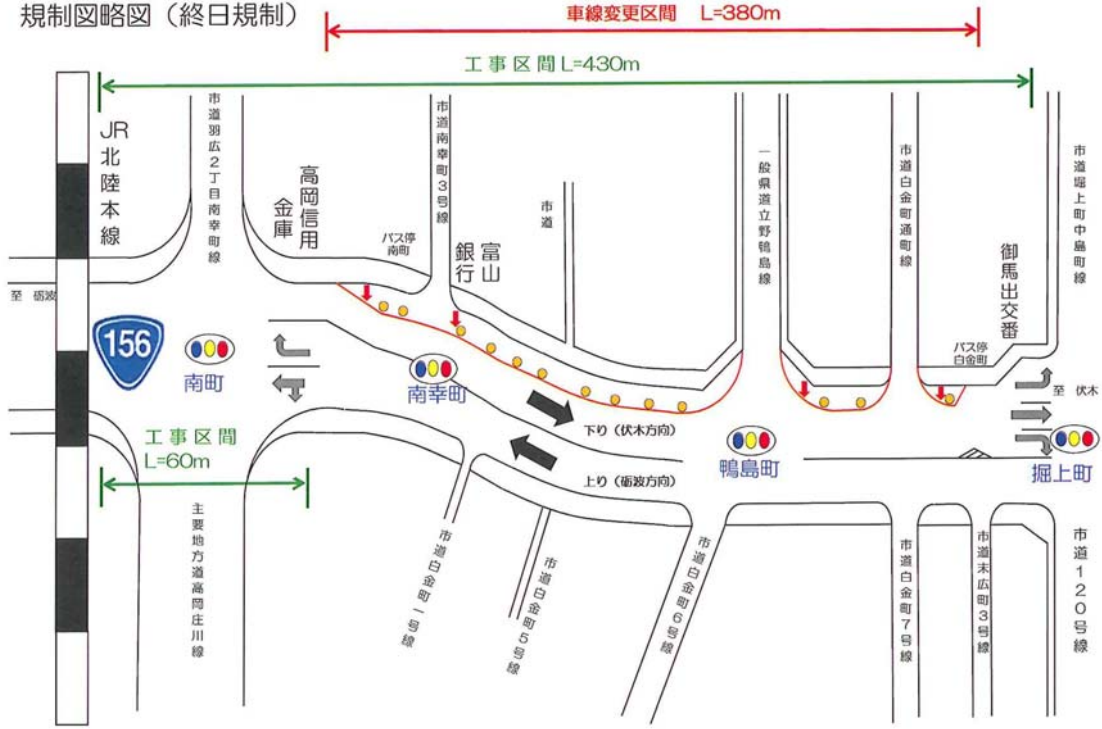 規制図略図（終日規制）
車線変更区間　L=380m
工事区間L=430m
JR北陸本線
市道羽広2丁目南幸町線
高岡信用
金庫
バス停
南町
市道南幸町3号線
富山
銀行
市道
一般県道立野鴨島線
市道白金町通町線
御馬出交番
バス停
白金町
市道堀上町中島町線
至　砺波
156
南町
南幸町
下り（伏木方向）
上り（砺波方向）
鴨島町
至　伏木
堀上町
工事区間
L=60m
主要地方道高岡庄川線
市道白金町一号線
市道白金町5号線
市道白金町6号線
市道白金町7号線
市道末広町3号線
市道120号線